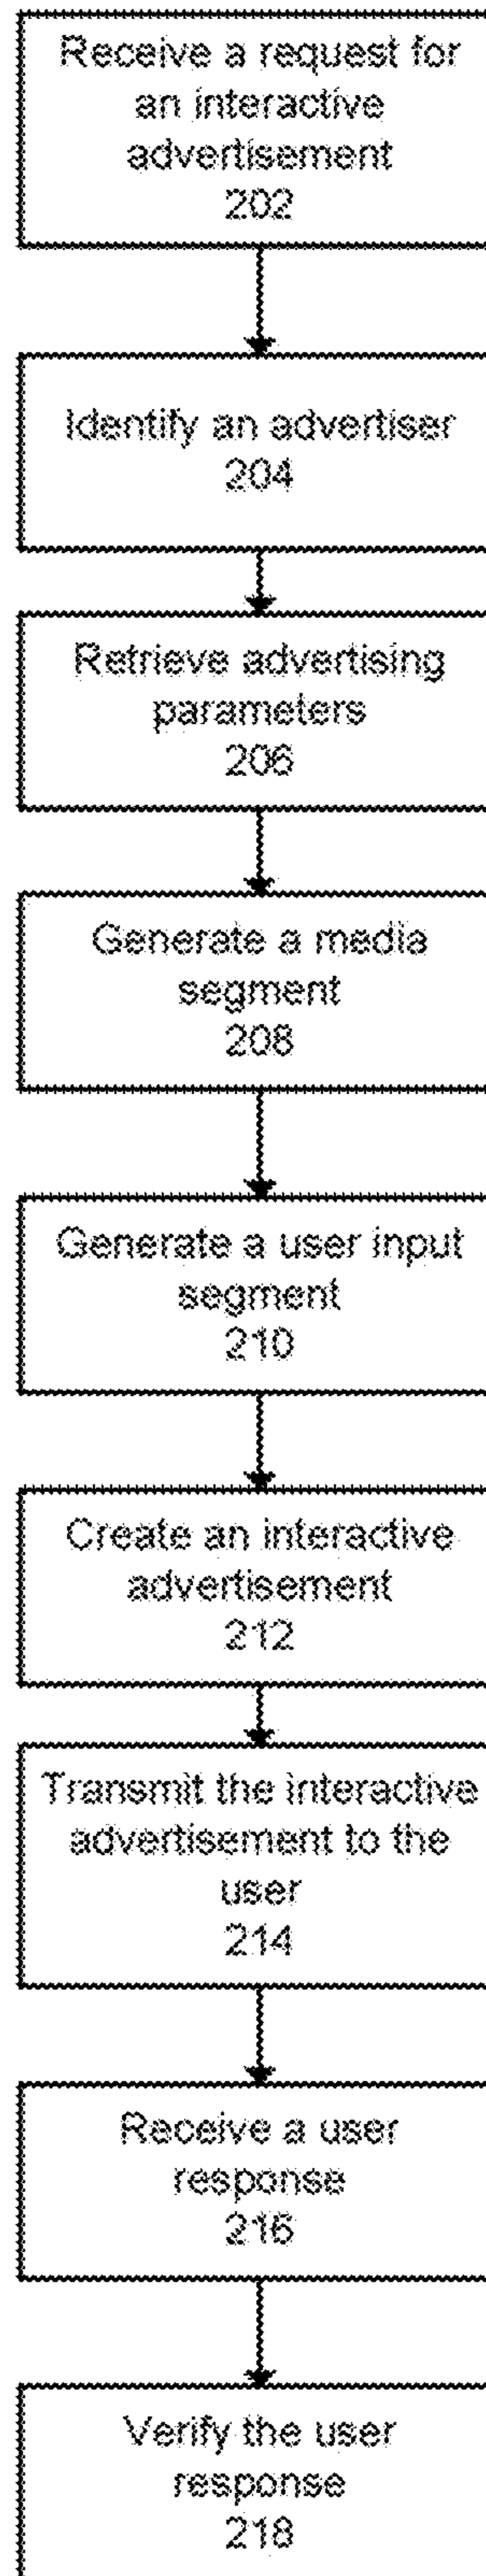 Receive a request for
an interactive
advertisement
202
Identify an advertiser
204
Retrieve advertising
parameters
206
Generate a media
segment
208
Generate a user input
segment
210
Create an interactive
advertisement
212
Transmit the interactive
advertisement to the
user
214
Receive a user
response
216
Verify the user
response
218